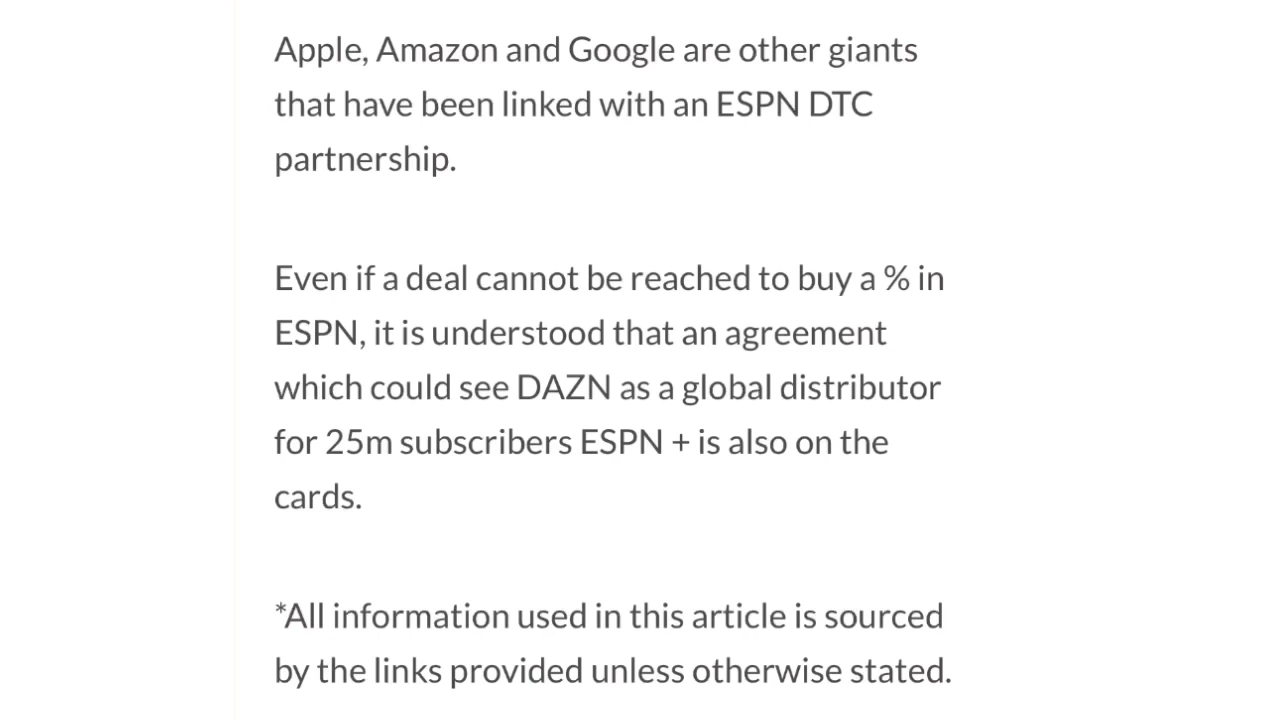 Apple, Amazon and Google are other giants
that have been linked with an ESPN DTC
partnership.
Even if a deal cannot be reached to buy a % in
ESPN, it is understood that an agreement
which could see DAZN as a global distributor
for 25m subscribers ESPN + is also on the
cards.
*All information used in this article is sourced
by the links provided unless otherwise stated.